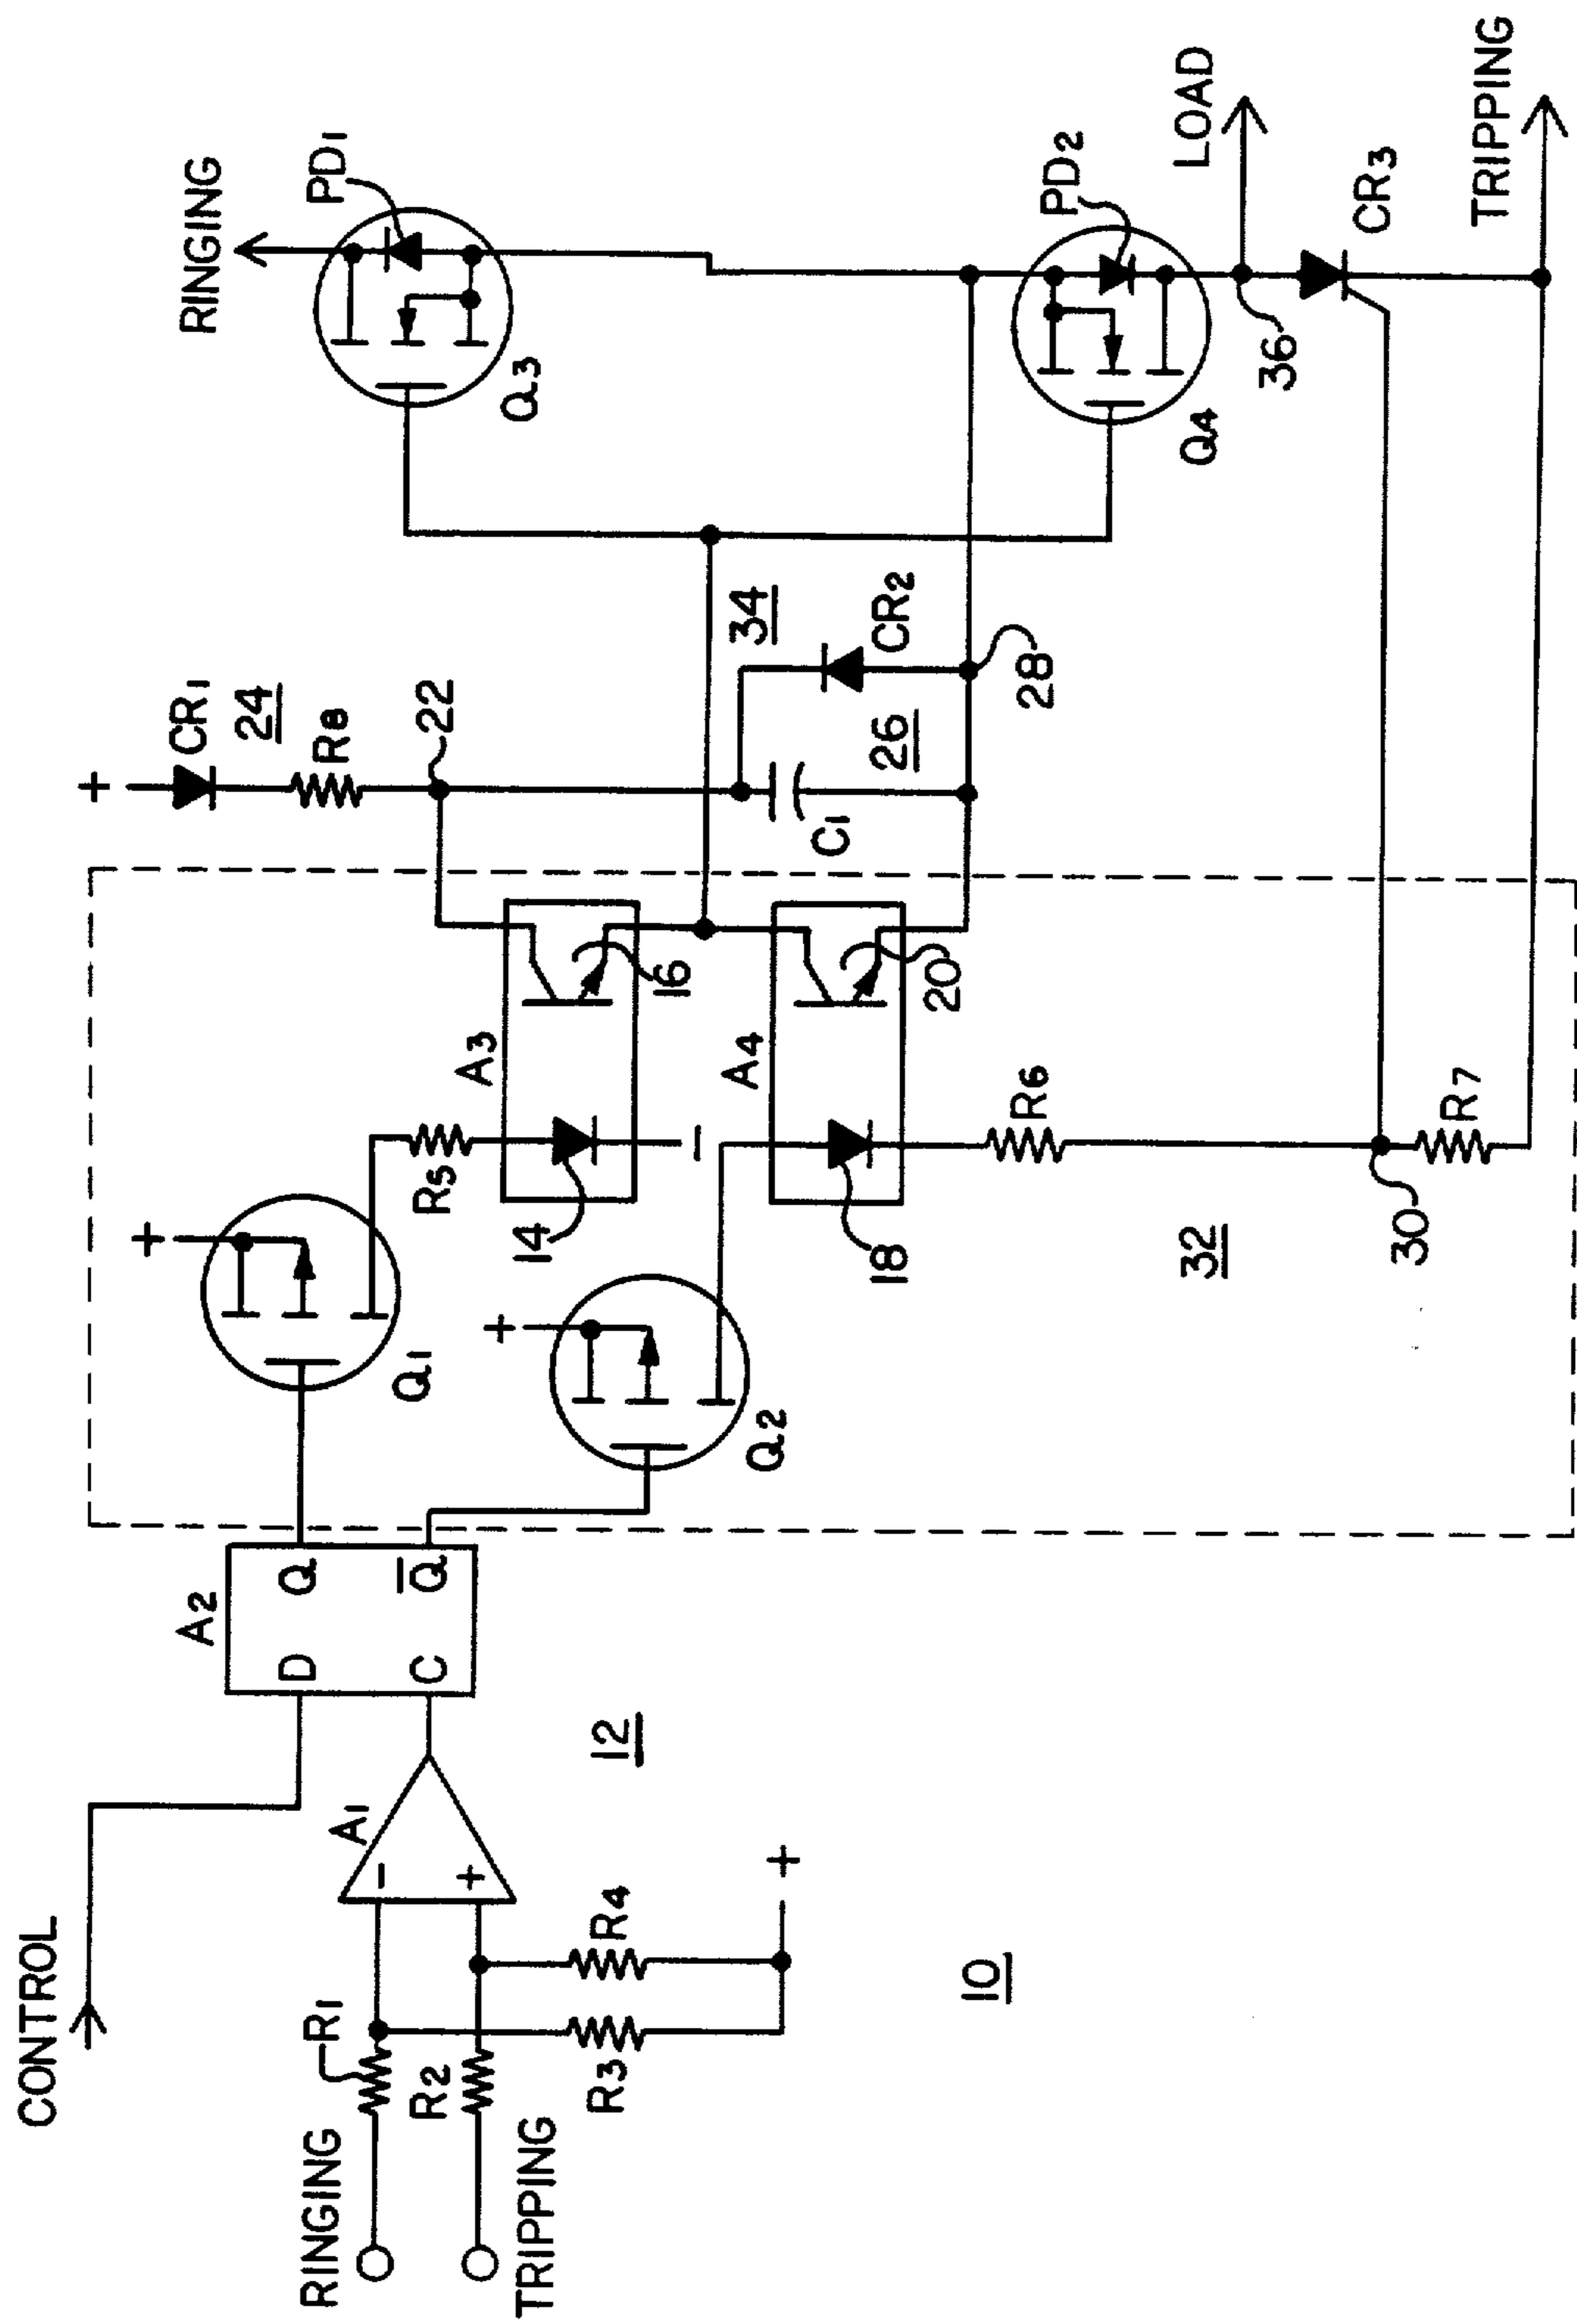 CONTROL
RINGING
R1
R2
TRIPPING
R3
R4
+
A1
−
+
12
10
A2
D
Q
C
Q̅
+
Q1
+
Q2
R5
14
A3
16
−
A4
18
20
R6
32
30
R7
+
CR1
24
R8
22
C1
26
34
CR2
28
RINGING
PD1
Q3
PD2
Q4
36
LOAD
CR3
TRIPPING